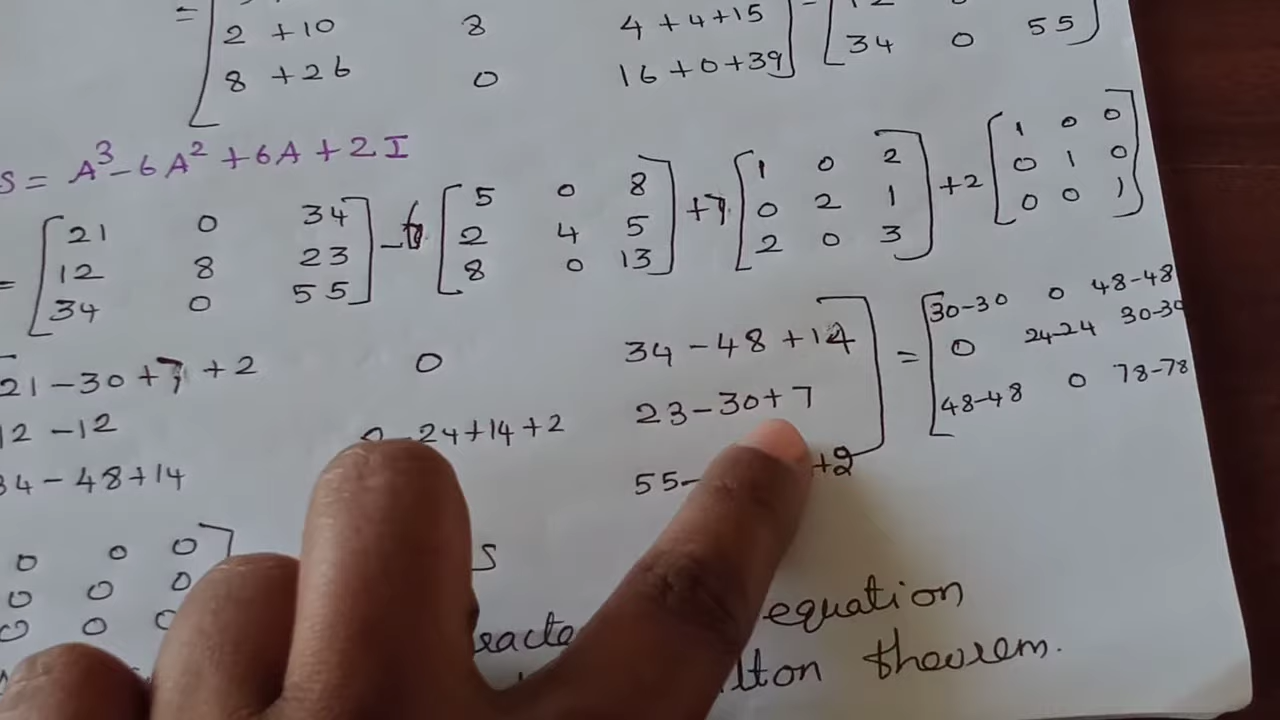 = 2 + 10 8 4 + 4 + 15 =
8 + 26 0 16 + 0 + 39 34 0 55
S = A³ - 6A² + 6A + 2I
21 0 34 5 0 8 1 0 2 1 0 0
= 12 8 23 -6 2 4 5 +7 0 2 1 +2 0 1 0
34 0 55 8 0 13 2 0 3 0 0 1
21 - 30 + 7 + 2 0 34 - 48 + 14 30-30 0 48-48
12 - 12 24 + 14 + 2 23 - 30 + 7 = 0 24-24 30-30
34 - 48 + 14 55 - +2 48-48 0 78-78
0 0 0 S
0 0 0 equation
0 0 theorem.